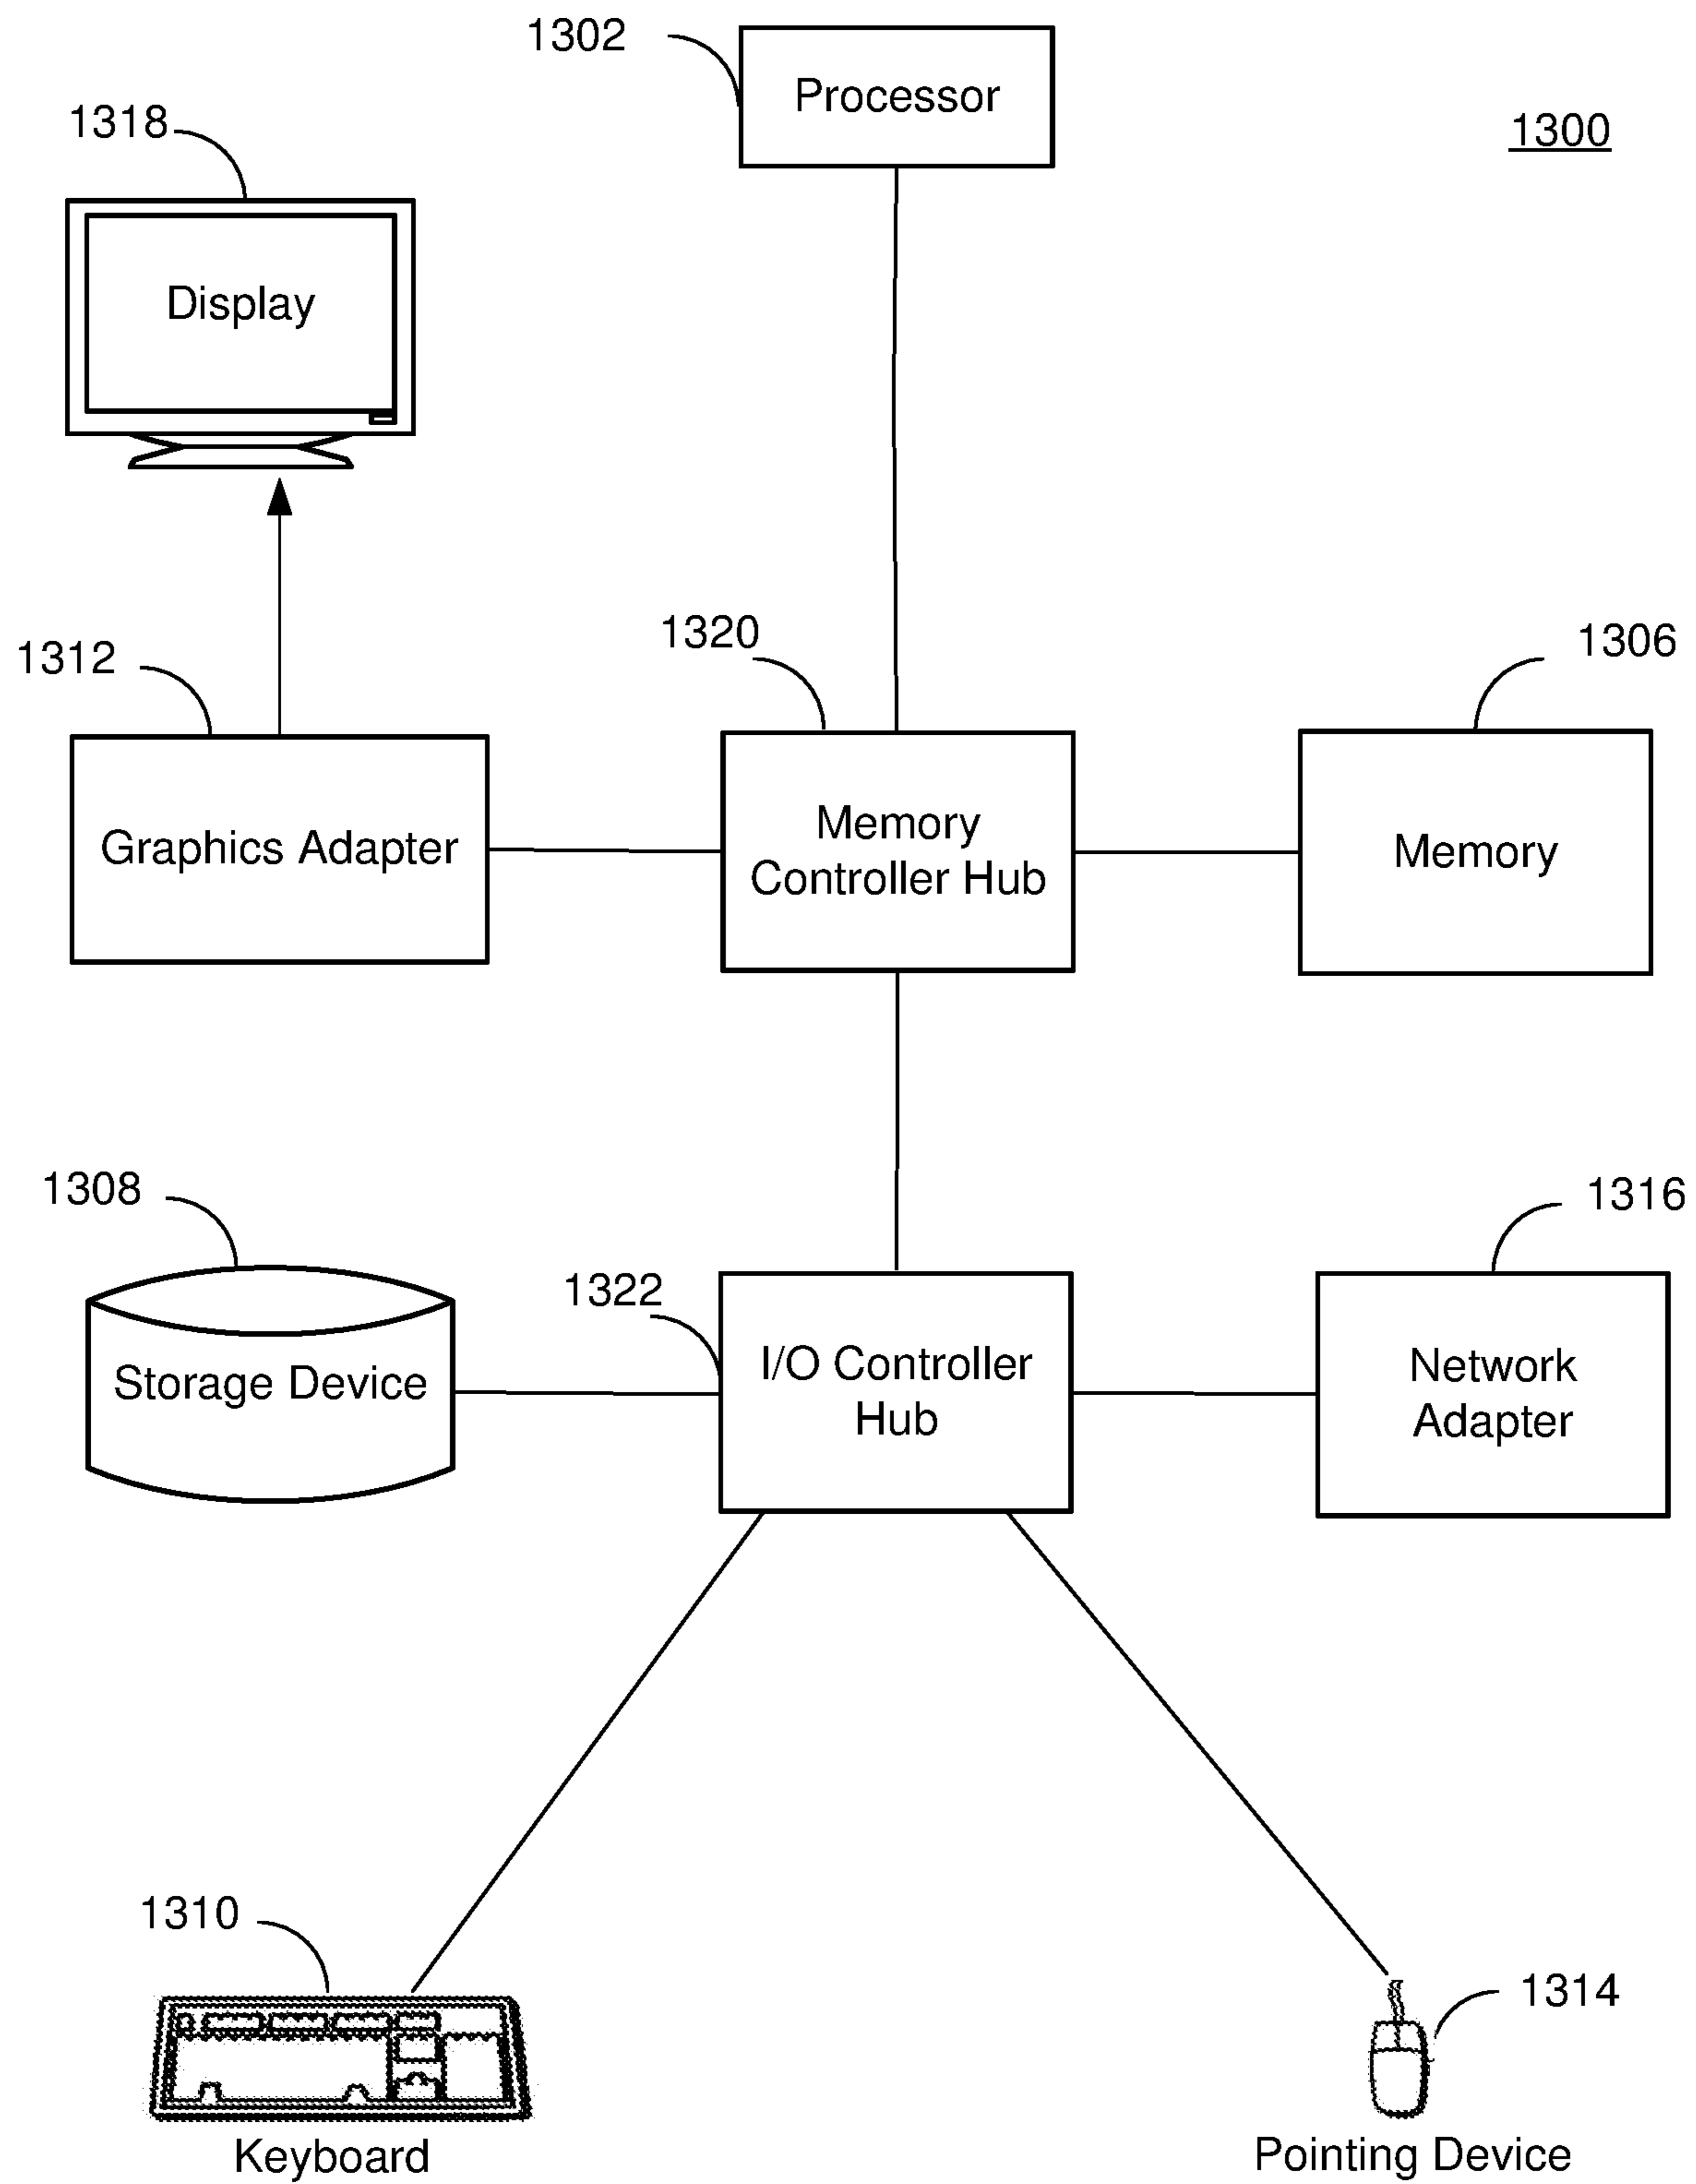 1302
Processor
1300
1318
Display
1312
1320
1306
Graphics Adapter
Memory
Controller Hub
Memory
1308
1322
1316
Storage Device
I/O Controller
Hub
Network
Adapter
1310
1314
Keyboard
Pointing Device